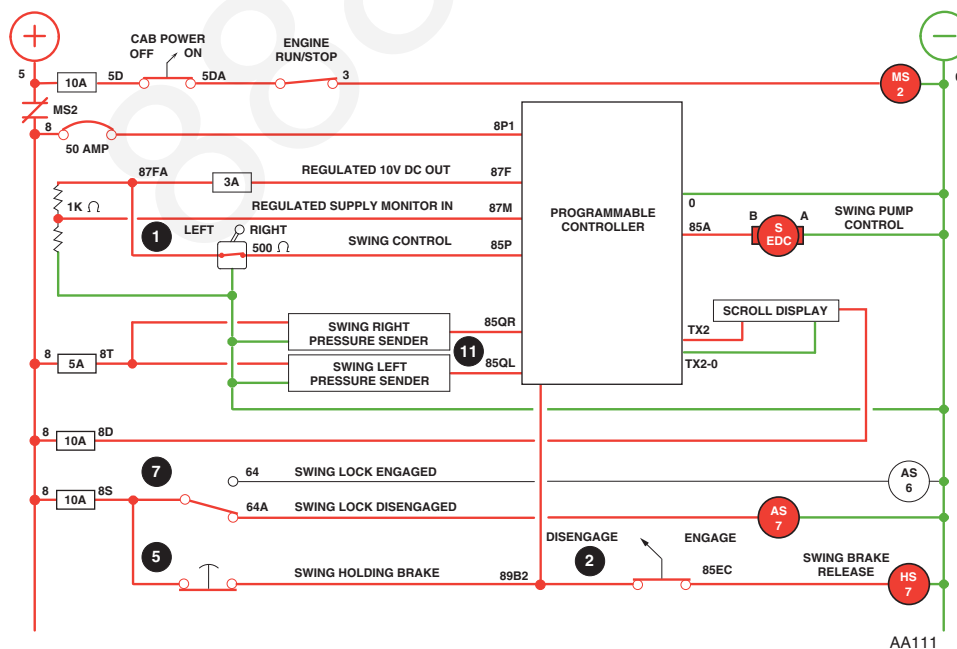 +
−
CAB POWER
OFF ON
ENGINE
RUN/STOP
5 10A 5D 5DA 3
MS
2
MS2
8
50 AMP
8P1
87FA 3A REGULATED 10V DC OUT 87F
1K Ω
REGULATED SUPPLY MONITOR IN 87M
1 LEFT RIGHT
500 Ω SWING CONTROL 85P
PROGRAMMABLE
CONTROLLER
0
85A
B A
S
EDC
SWING PUMP
CONTROL
SCROLL DISPLAY
TX2
TX2-0
SWING RIGHT
PRESSURE SENDER
85QR
11
SWING LEFT
PRESSURE SENDER
85QL
8 5A 8T
8 10A 8D
8 10A 8S
7
64 SWING LOCK ENGAGED
AS
6
64A SWING LOCK DISENGAGED
AS
7
5
SWING HOLDING BRAKE 89B2
DISENGAGE 2 ENGAGE
85EC
SWING BRAKE
RELEASE
HS
7
AA111